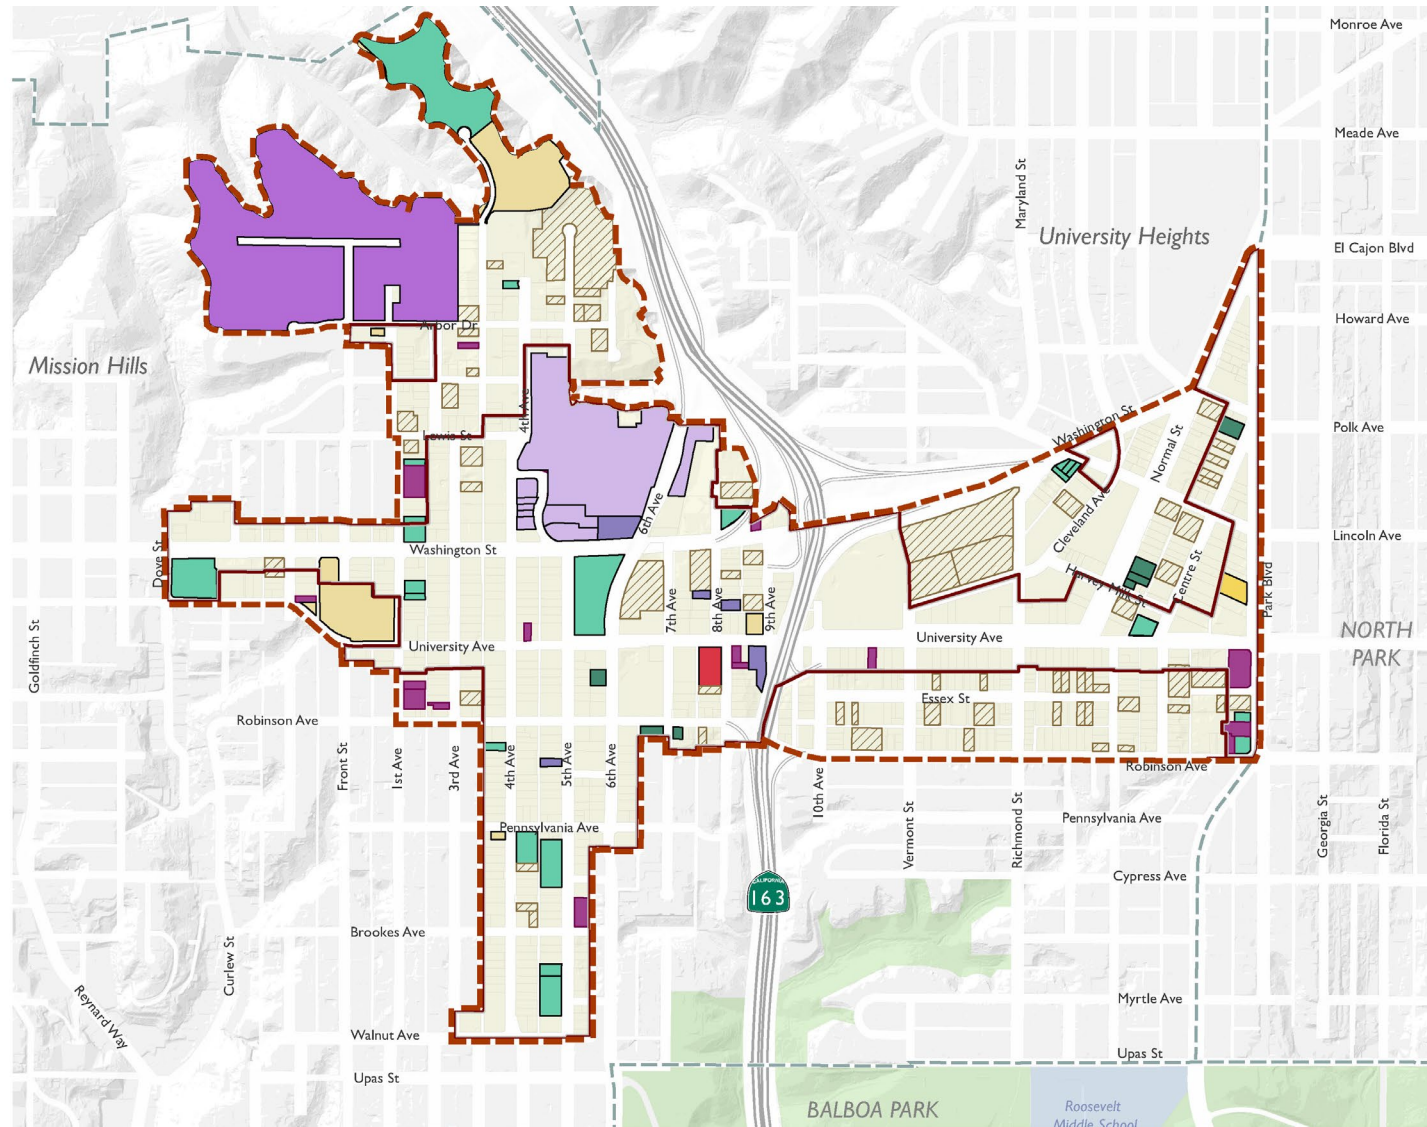 Monroe Ave
Meade Ave
Maryland St
University Heights
El Cajon Blvd
Howard Ave
Arbor Dr
Mission Hills
4th Ave
Lewis St
Washington St
Normal St
Polk Ave
Cleveland Ave
6th Ave
Washington St
Lincoln Ave
Dove St
Harvey Milk St
Centre St
Park Blvd
7th Ave
8th Ave
9th Ave
University Ave
University Ave
NORTH
PARK
Goldfinch St
Essex St
Robinson Ave
Front St
1st Ave
3rd Ave
4th Ave
5th Ave
6th Ave
10th Ave
Robinson Ave
Vermont St
Richmond St
Pennsylvania Ave
Pennsylvania Ave
Georgia St
Florida St
CALIFORNIA
163
Cypress Ave
Brookes Ave
Curlew St
Reynard Way
Myrtle Ave
Walnut Ave
Upas St
Upas St
BALBOA PARK
Roosevelt
Middle School